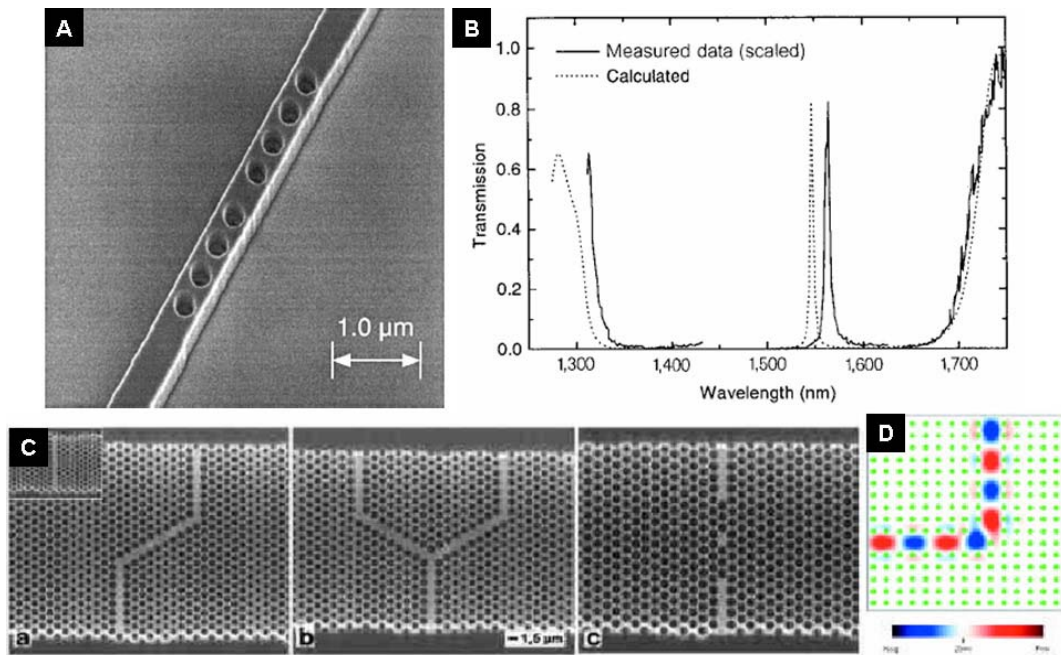 A
1.0 µm
B
Measured data (scaled)
Calculated
Transmission
1.0
0.8
0.6
0.4
0.2
0.0
1,300 1,400 1,500 1,600 1,700
Wavelength (nm)
C
a
b
1.5 µm
c
D
Neg Zero Pos